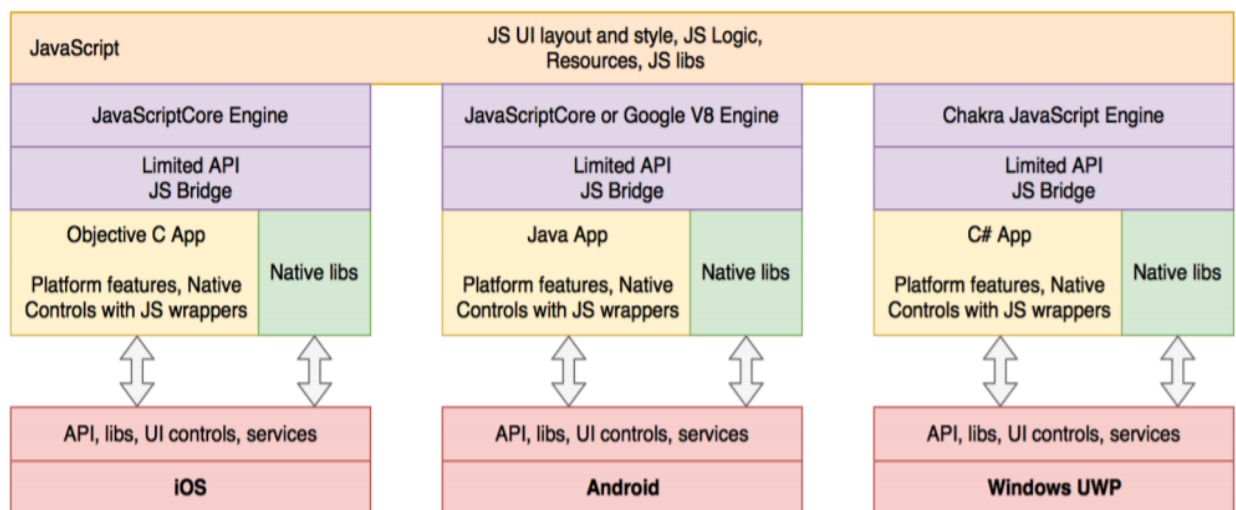 JavaScript
JS UI layout and style, JS Logic,
Resources, JS libs
JavaScriptCore Engine
Limited API
JS Bridge
Objective C App
Platform features, Native
Controls with JS wrappers
Native libs
API, libs, UI controls, services
iOS
JavaScriptCore or Google V8 Engine
Limited API
JS Bridge
Java App
Platform features, Native
Controls with JS wrappers
Native libs
API, libs, UI controls, services
Android
Chakra JavaScript Engine
Limited API
JS Bridge
C# App
Platform features, Native
Controls with JS wrappers
Native libs
API, libs, UI controls, services
Windows UWP